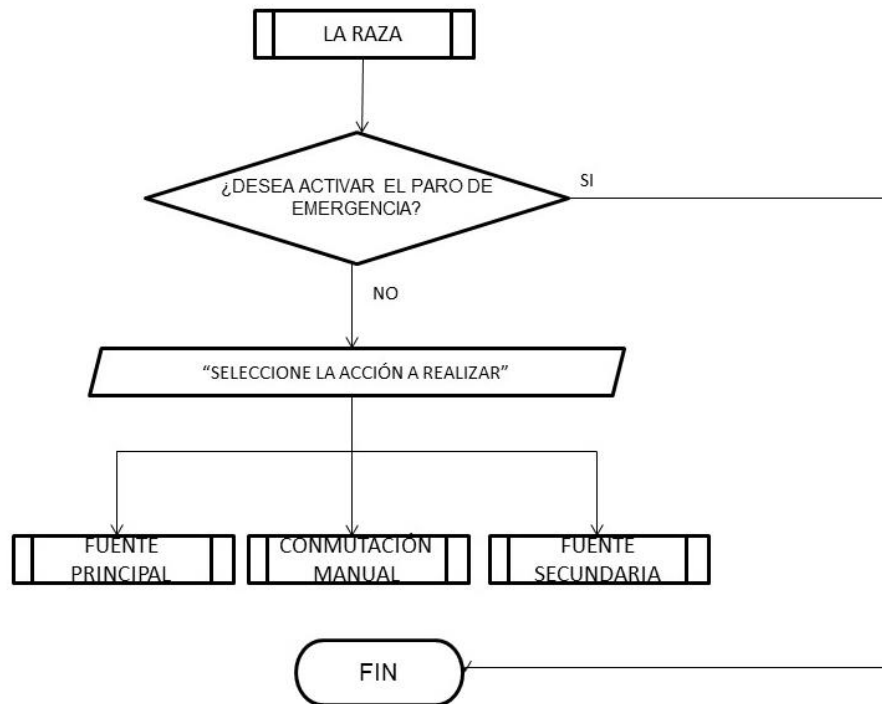 LA RAZA
¿DESEA ACTIVAR EL PARO DE
EMERGENCIA?
SI
NO
“SELECCIONE LA ACCIÓN A REALIZAR”
FUENTE
PRINCIPAL
CONMUTACIÓN
MANUAL
FUENTE
SECUNDARIA
FIN